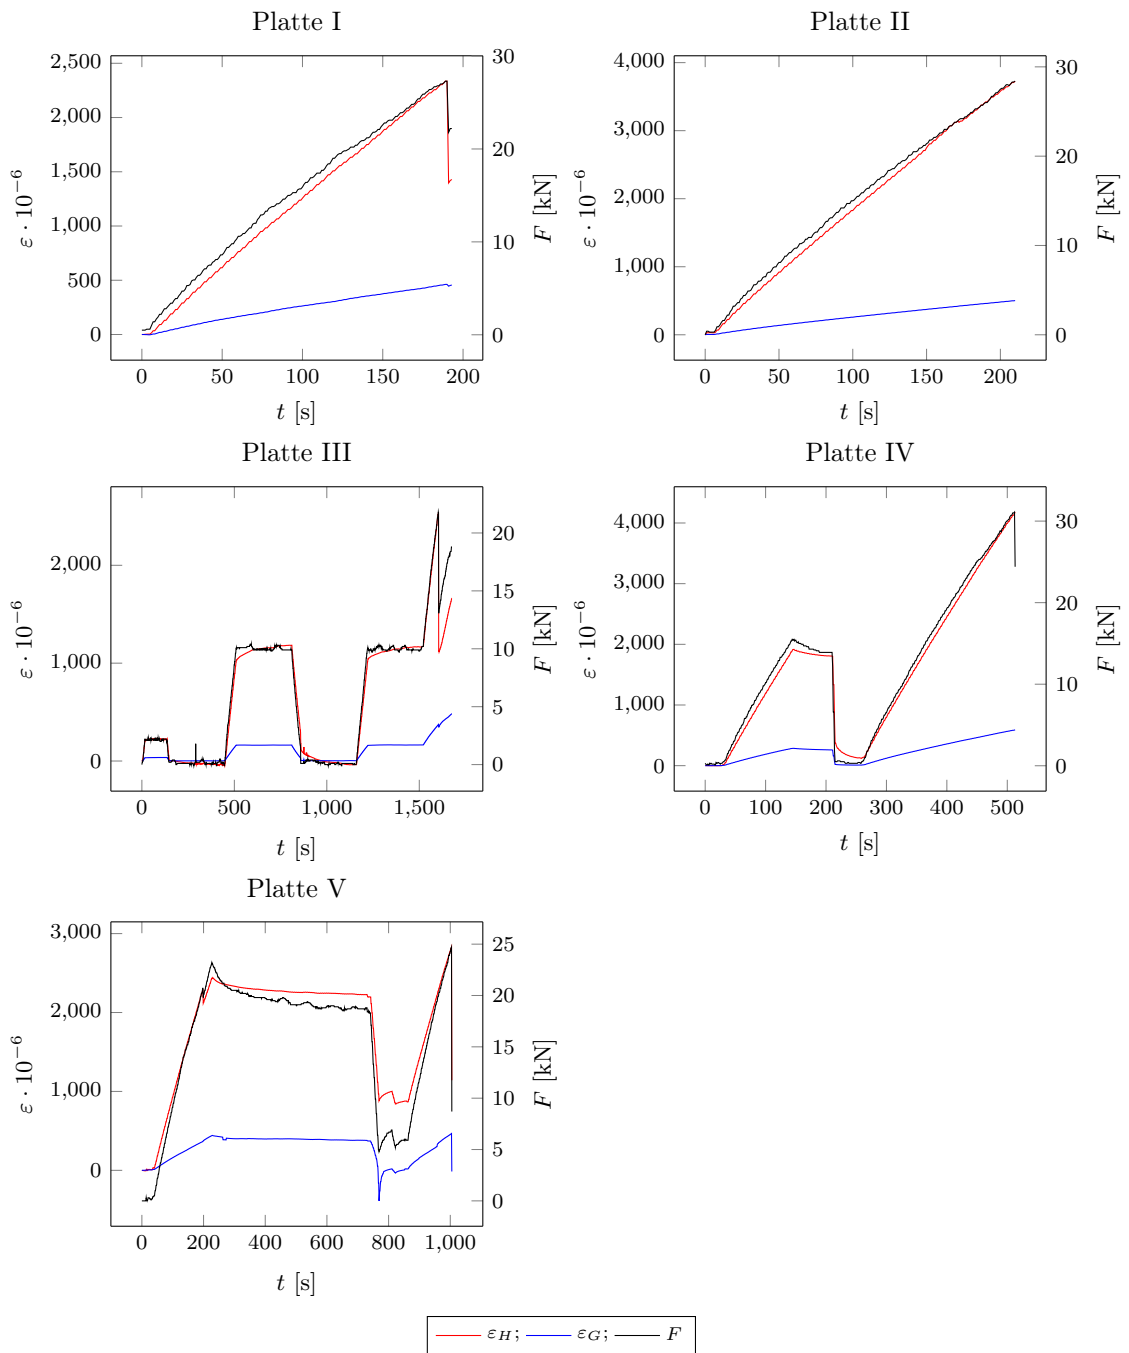 Platte I
2,500
2,000
1,500
1,000
500
0
ε · 10−6
30
20
10
0
F [kN]
0 50 100 150 200
t [s]
Platte II
4,000
3,000
2,000
1,000
0
ε · 10−6
30
20
10
0
F [kN]
0 50 100 150 200
t [s]
Platte III
2,000
1,000
0
ε · 10−6
20
15
10
5
0
F [kN]
0 500 1,000 1,500
t [s]
Platte IV
4,000
3,000
2,000
1,000
0
ε · 10−6
30
20
10
0
F [kN]
0 100 200 300 400 500
t [s]
Platte V
3,000
2,000
1,000
0
ε · 10−6
25
20
15
10
5
0
F [kN]
0 200 400 600 800 1,000
t [s]
εH; εG; F